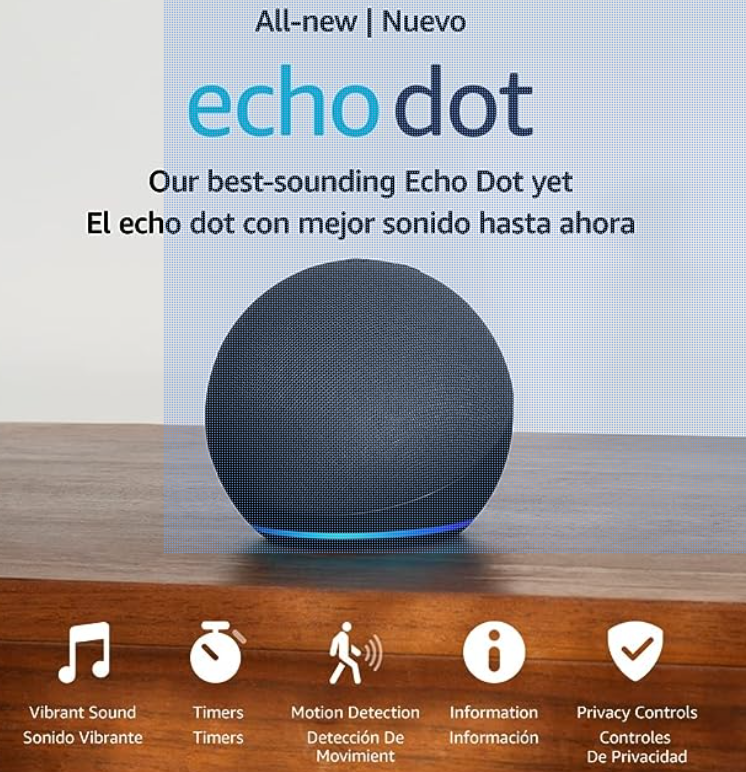 All-new | Nuevo
echo dot
Our best-sounding Echo Dot yet
El echo dot con mejor sonido hasta ahora
Vibrant Sound
Sonido Vibrante
Timers
Timers
Motion Detection
Detección De
Movimient
Information
Información
Privacy Controls
Controles
De Privacidad